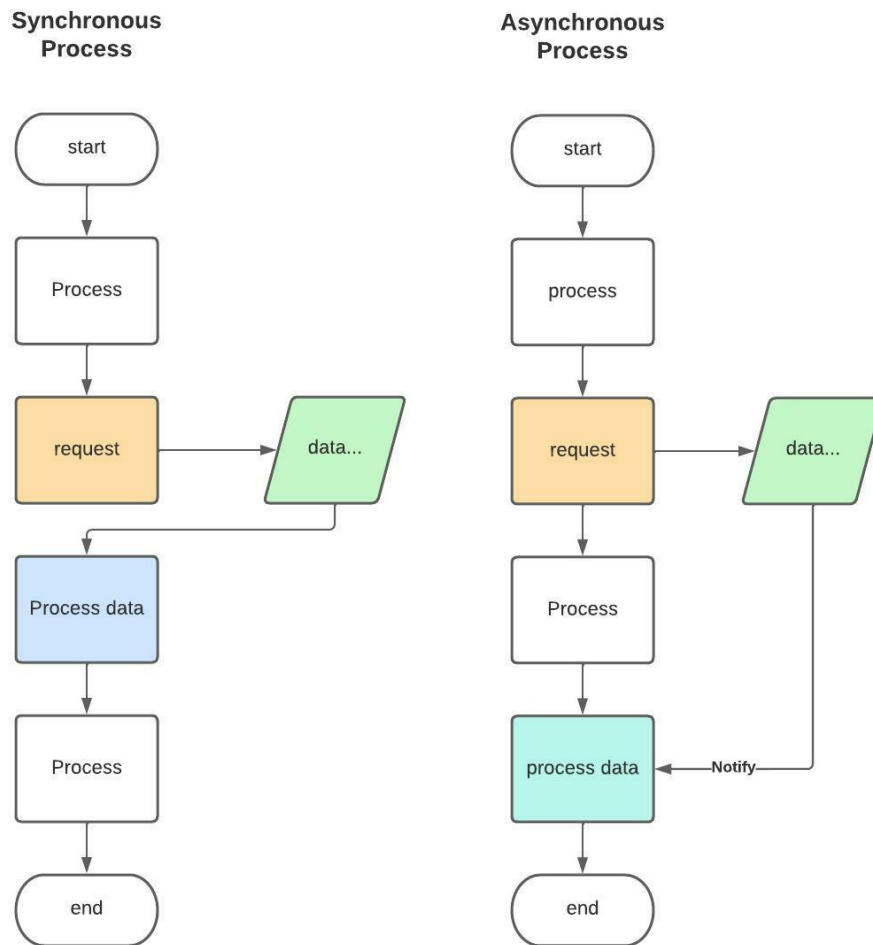 Synchronous
Process
start
Process
request
data...
Process data
Process
end
Asynchronous
Process
start
process
request
data...
Process
process data
Notify
end